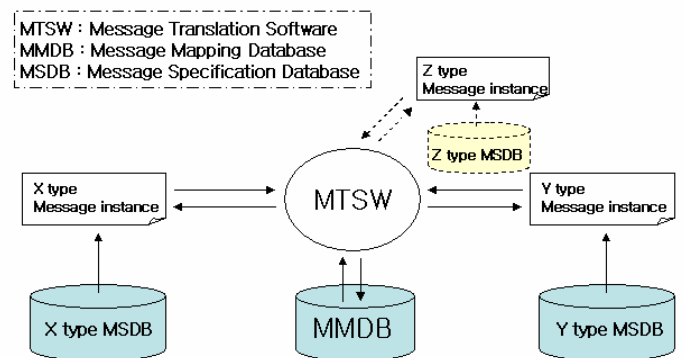 MTSW : Message Translation Software
MMDB : Message Mapping Database
MSDB : Message Specification Database
Z type
Message instance
Z type MSDB
X type
Message instance
MTSW
Y type
Message instance
X type MSDB
MMDB
Y type MSDB